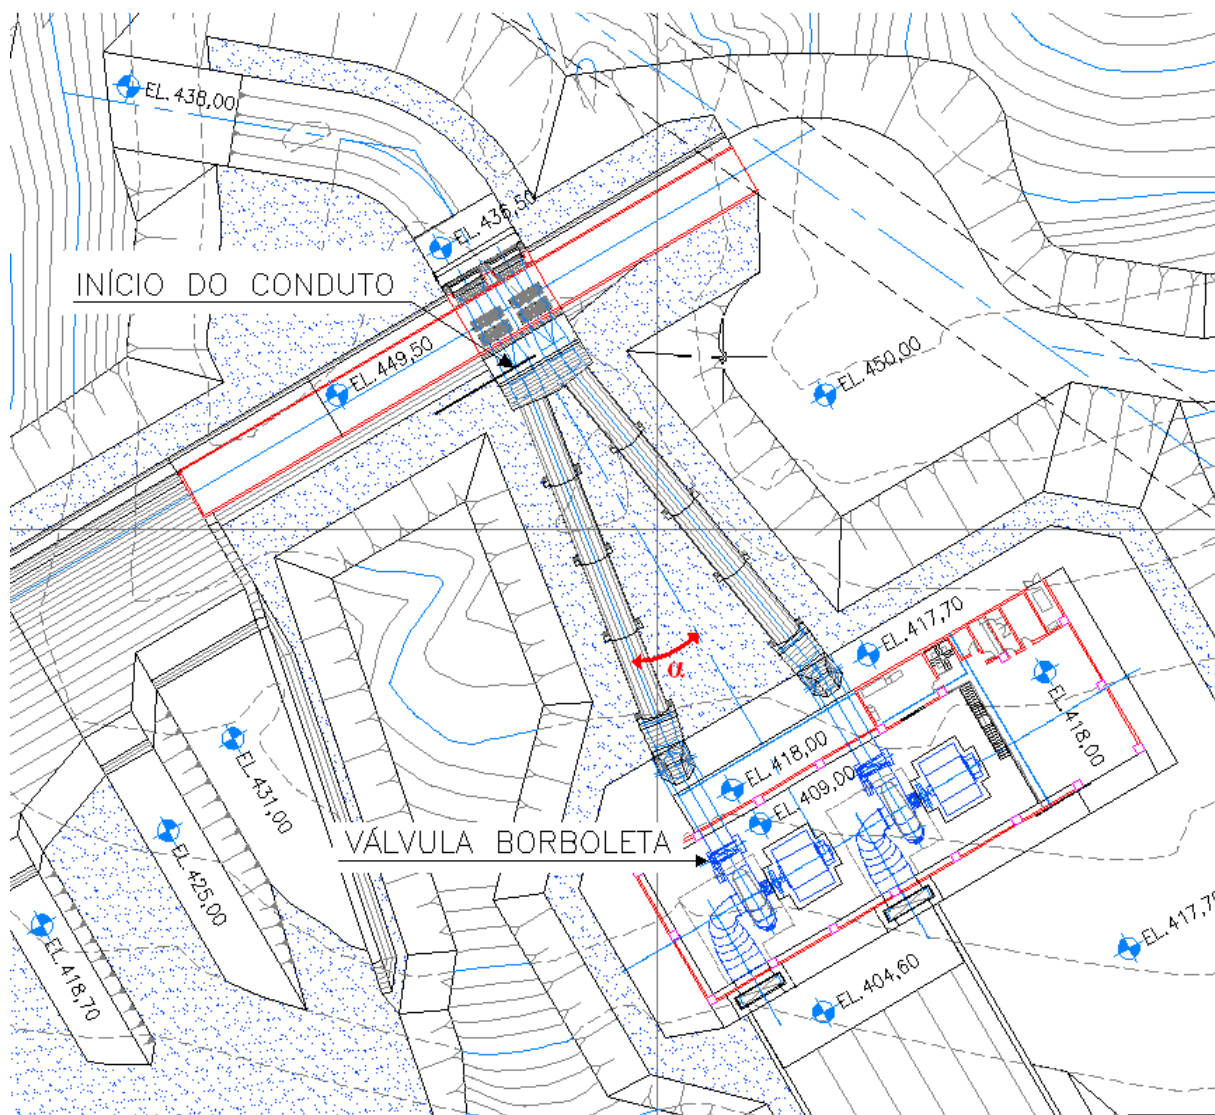 EL.438,00
EL.436,50
INÍCIO DO CONDUTO
EL.449,50
EL.450,00
EL.417,70
α
EL.418,00
EL.418,00
EL.409,00
EL.431,00
VÁLVULA BORBOLETA
EL.425,00
EL.418,70
EL.417,70
EL.404,60